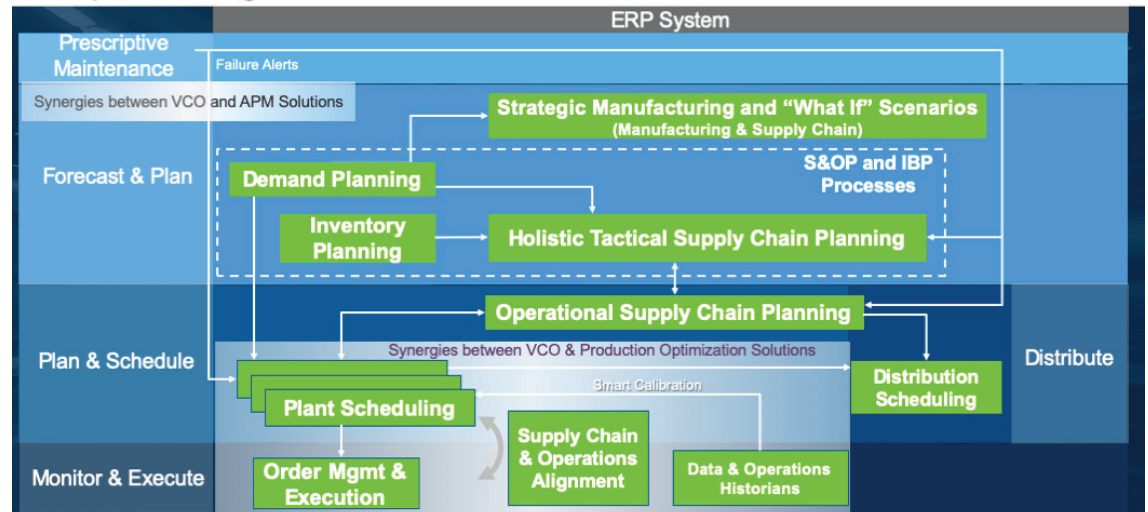 ERP System
Prescriptive
Maintenance
Failure Alerts
Synergies between VCO and APM Solutions
Strategic Manufacturing and “What If” Scenarios
(Manufacturing & Supply Chain)
Forecast & Plan
S&OP and IBP
Processes
Demand Planning
Inventory
Planning
Holistic Tactical Supply Chain Planning
Operational Supply Chain Planning
Plan & Schedule
Synergies between VCO & Production Optimization Solutions
Distribute
Smart Calibration
Distribution
Scheduling
Plant Scheduling
Supply Chain
& Operations
Alignment
Monitor & Execute
Order Mgmt &
Execution
Data & Operations
Historians